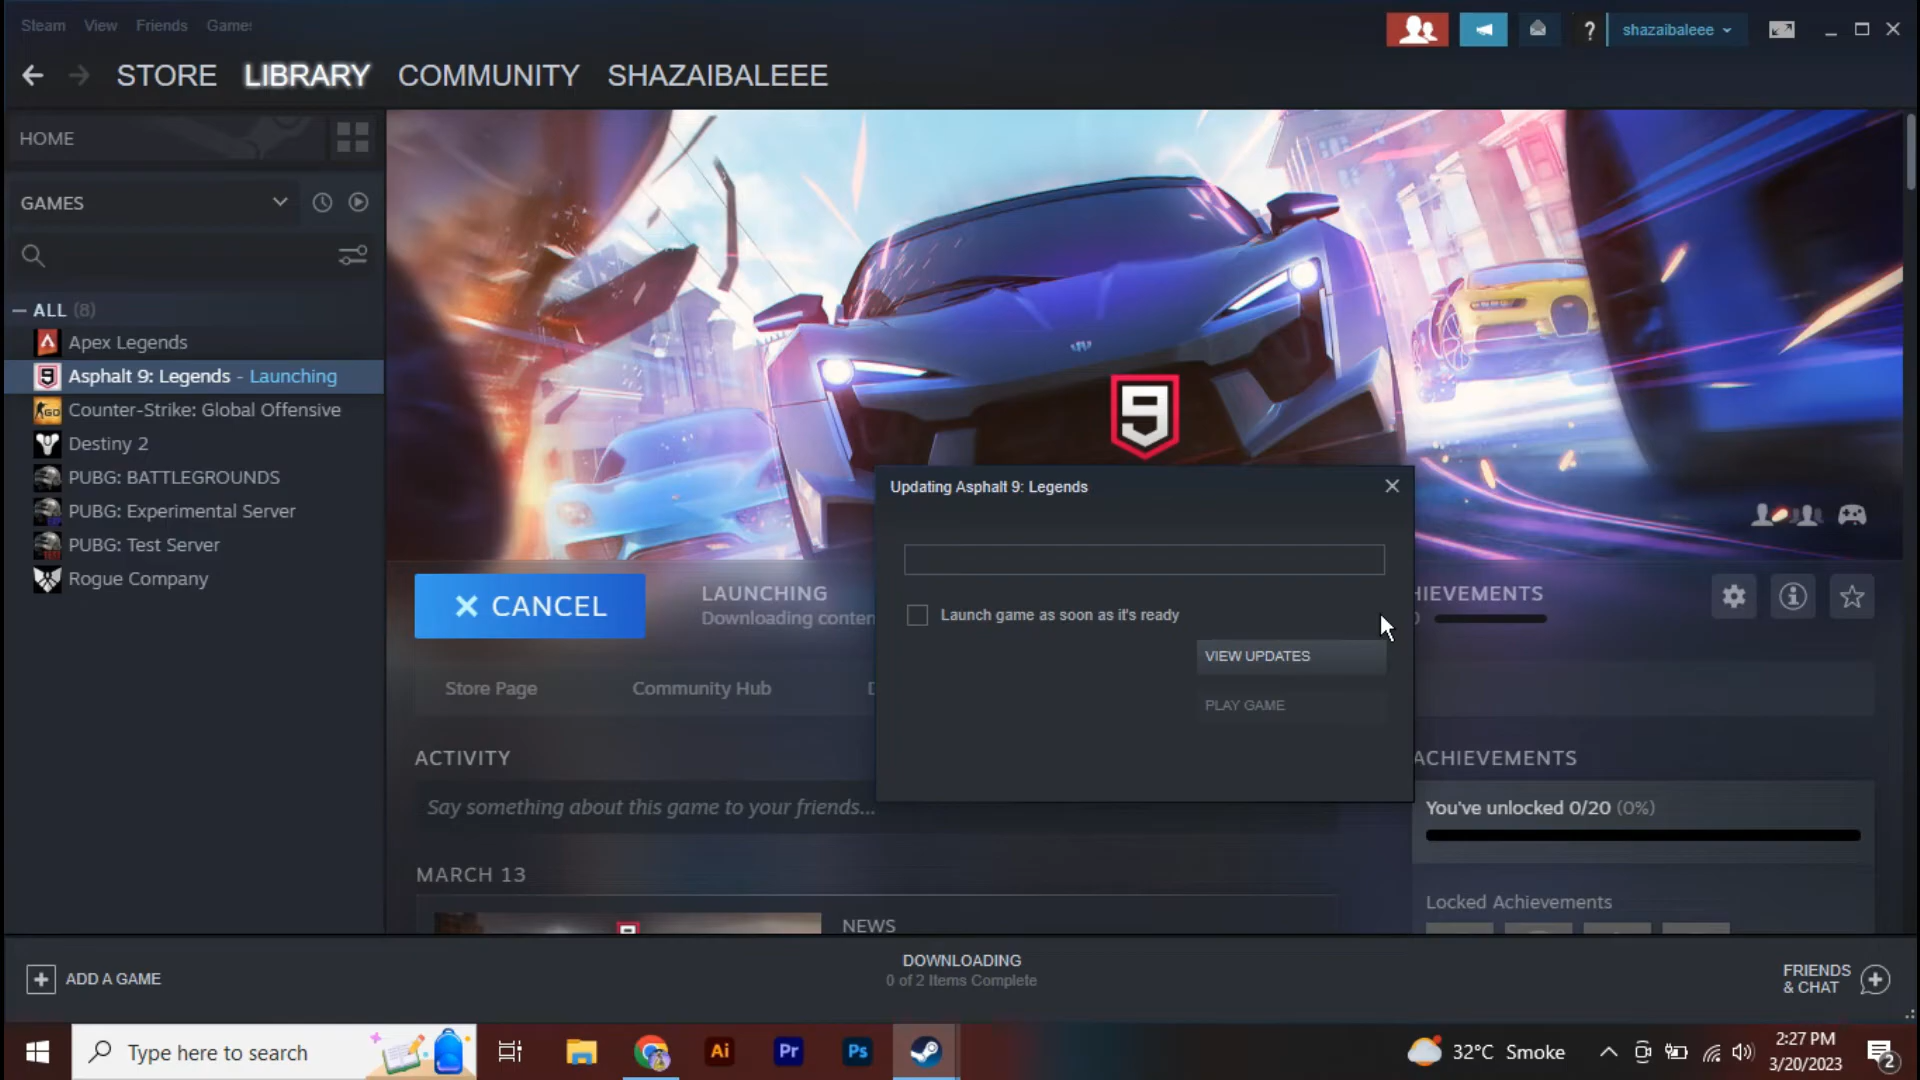 Steam View Friends Games
shazaibaleee
STORE LIBRARY COMMUNITY SHAZAIBALEEE
HOME
GAMES
ALL (8)
Apex Legends
Asphalt 9: Legends - Launching
Counter-Strike: Global Offensive
Destiny 2
PUBG: BATTLEGROUNDS
PUBG: Experimental Server
PUBG: Test Server
Rogue Company
9
Updating Asphalt 9: Legends
Launch game as soon as it's ready
VIEW UPDATES
PLAY GAME
CANCEL
LAUNCHING
Downloading conten
HIEVEMENTS
Store Page Community Hub
ACTIVITY
Say something about this game to your friends...
MARCH 13
NEWS
ACHIEVEMENTS
You've unlocked 0/20 (0%)
Locked Achievements
ADD A GAME
DOWNLOADING
0 of 2 Items Complete
FRIENDS
& CHAT
Type here to search
Ai Pr Ps
32°C Smoke
2:27 PM
3/20/2023
2